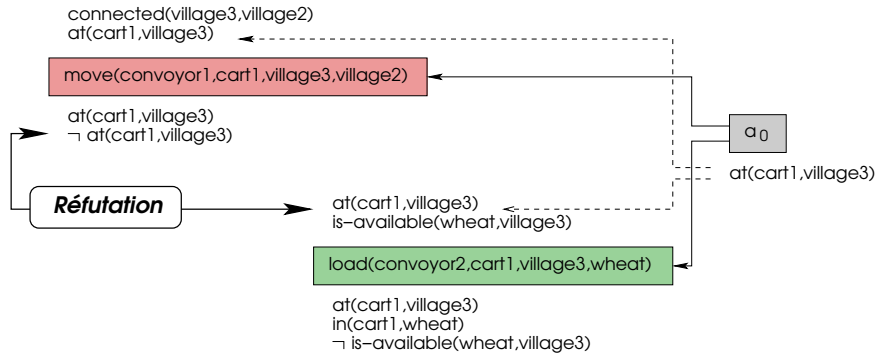 connected(village3,village2)
at(cart1,village3)
move(convoyor1,cart1,village3,village2)
at(cart1,village3)
¬ at(cart1,village3)
a0
at(cart1,village3)
Réfutation
at(cart1,village3)
is-available(wheat,village3)
load(convoyor2,cart1,village3,wheat)
at(cart1,village3)
in(cart1,wheat)
¬ is-available(wheat,village3)